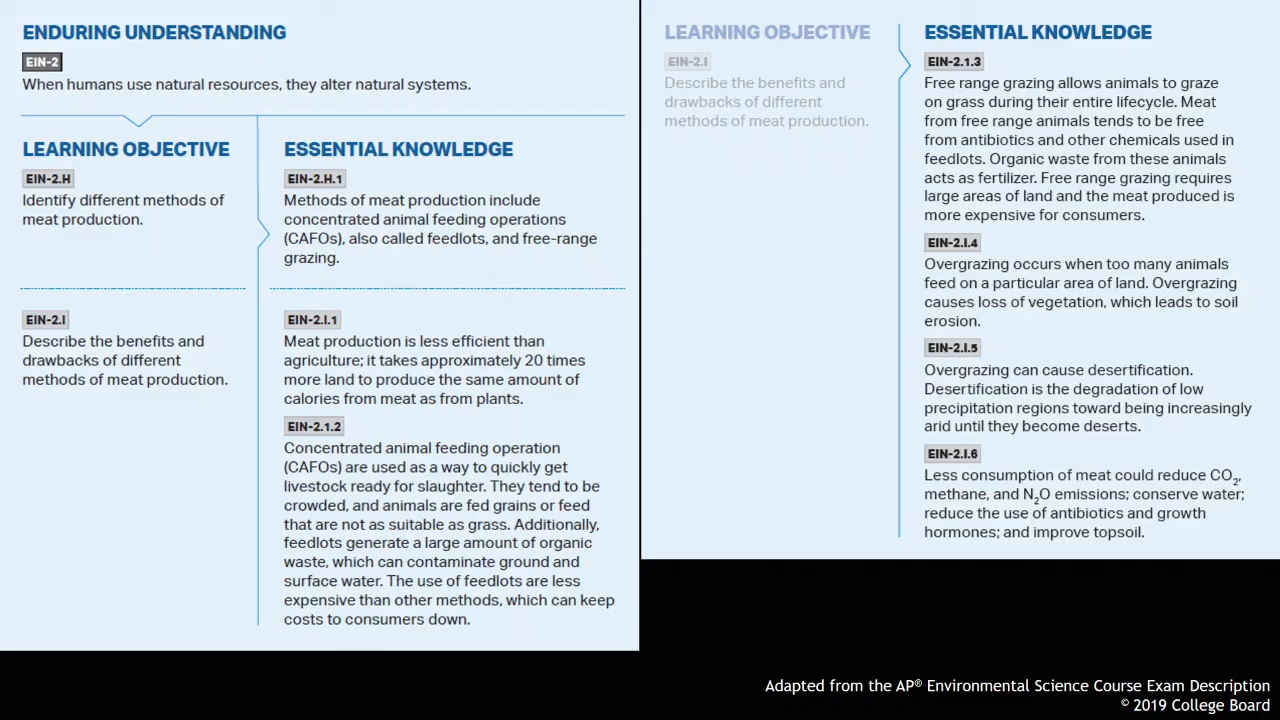 ENDURING UNDERSTANDING
EIN-2
When humans use natural resources, they alter natural systems.
LEARNING OBJECTIVE
EIN-2.H
Identify different methods of
meat production.
ESSENTIAL KNOWLEDGE
EIN-2.H.1
Methods of meat production include
concentrated animal feeding operations
(CAFOs), also called feedlots, and free-range
grazing.
EIN-2.I
Describe the benefits and
drawbacks of different
methods of meat production.
EIN-2.I.1
Meat production is less efficient than
agriculture; it takes approximately 20 times
more land to produce the same amount of
calories from meat as from plants.
EIN-2.1.2
Concentrated animal feeding operation
(CAFOs) are used as a way to quickly get
livestock ready for slaughter. They tend to be
crowded, and animals are fed grains or feed
that are not as suitable as grass. Additionally,
feedlots generate a large amount of organic
waste, which can contaminate ground and
surface water. The use of feedlots are less
expensive than other methods, which can keep
costs to consumers down.
LEARNING OBJECTIVE
EIN-2.I
Describe the benefits and
drawbacks of different
methods of meat production.
ESSENTIAL KNOWLEDGE
EIN-2.1.3
Free range grazing allows animals to graze
on grass during their entire lifecycle. Meat
from free range animals tends to be free
from antibiotics and other chemicals used in
feedlots. Organic waste from these animals
acts as fertilizer. Free range grazing requires
large areas of land and the meat produced is
more expensive for consumers.
EIN-2.I.4
Overgrazing occurs when too many animals
feed on a particular area of land. Overgrazing
causes loss of vegetation, which leads to soil
erosion.
EIN-2.I.5
Overgrazing can cause desertification.
Desertification is the degradation of low
precipitation regions toward being increasingly
arid until they become deserts.
EIN-2.I.6
Less consumption of meat could reduce CO₂,
methane, and N₂O emissions; conserve water;
reduce the use of antibiotics and growth
hormones; and improve topsoil.
Adapted from the AP® Environmental Science Course Exam Description
© 2019 College Board